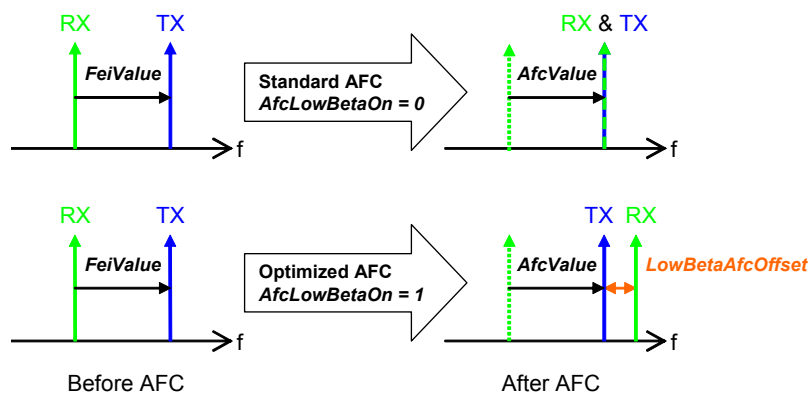 RX TX RX & TX
FeiValue Standard AFC AfcValue
AfcLowBetaOn = 0
f f
RX TX TX RX
FeiValue Optimized AFC AfcValue LowBetaAfcOffset
AfcLowBetaOn = 1
f f
Before AFC After AFC